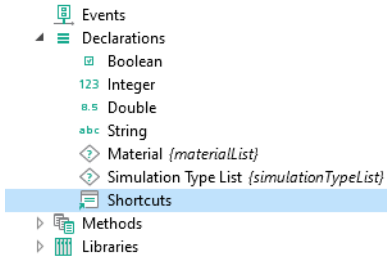 Events
Declarations
Boolean
123 Integer
8.5 Double
abc String
Material {materialList}
Simulation Type List {simulationTypeList}
Shortcuts
Methods
Libraries